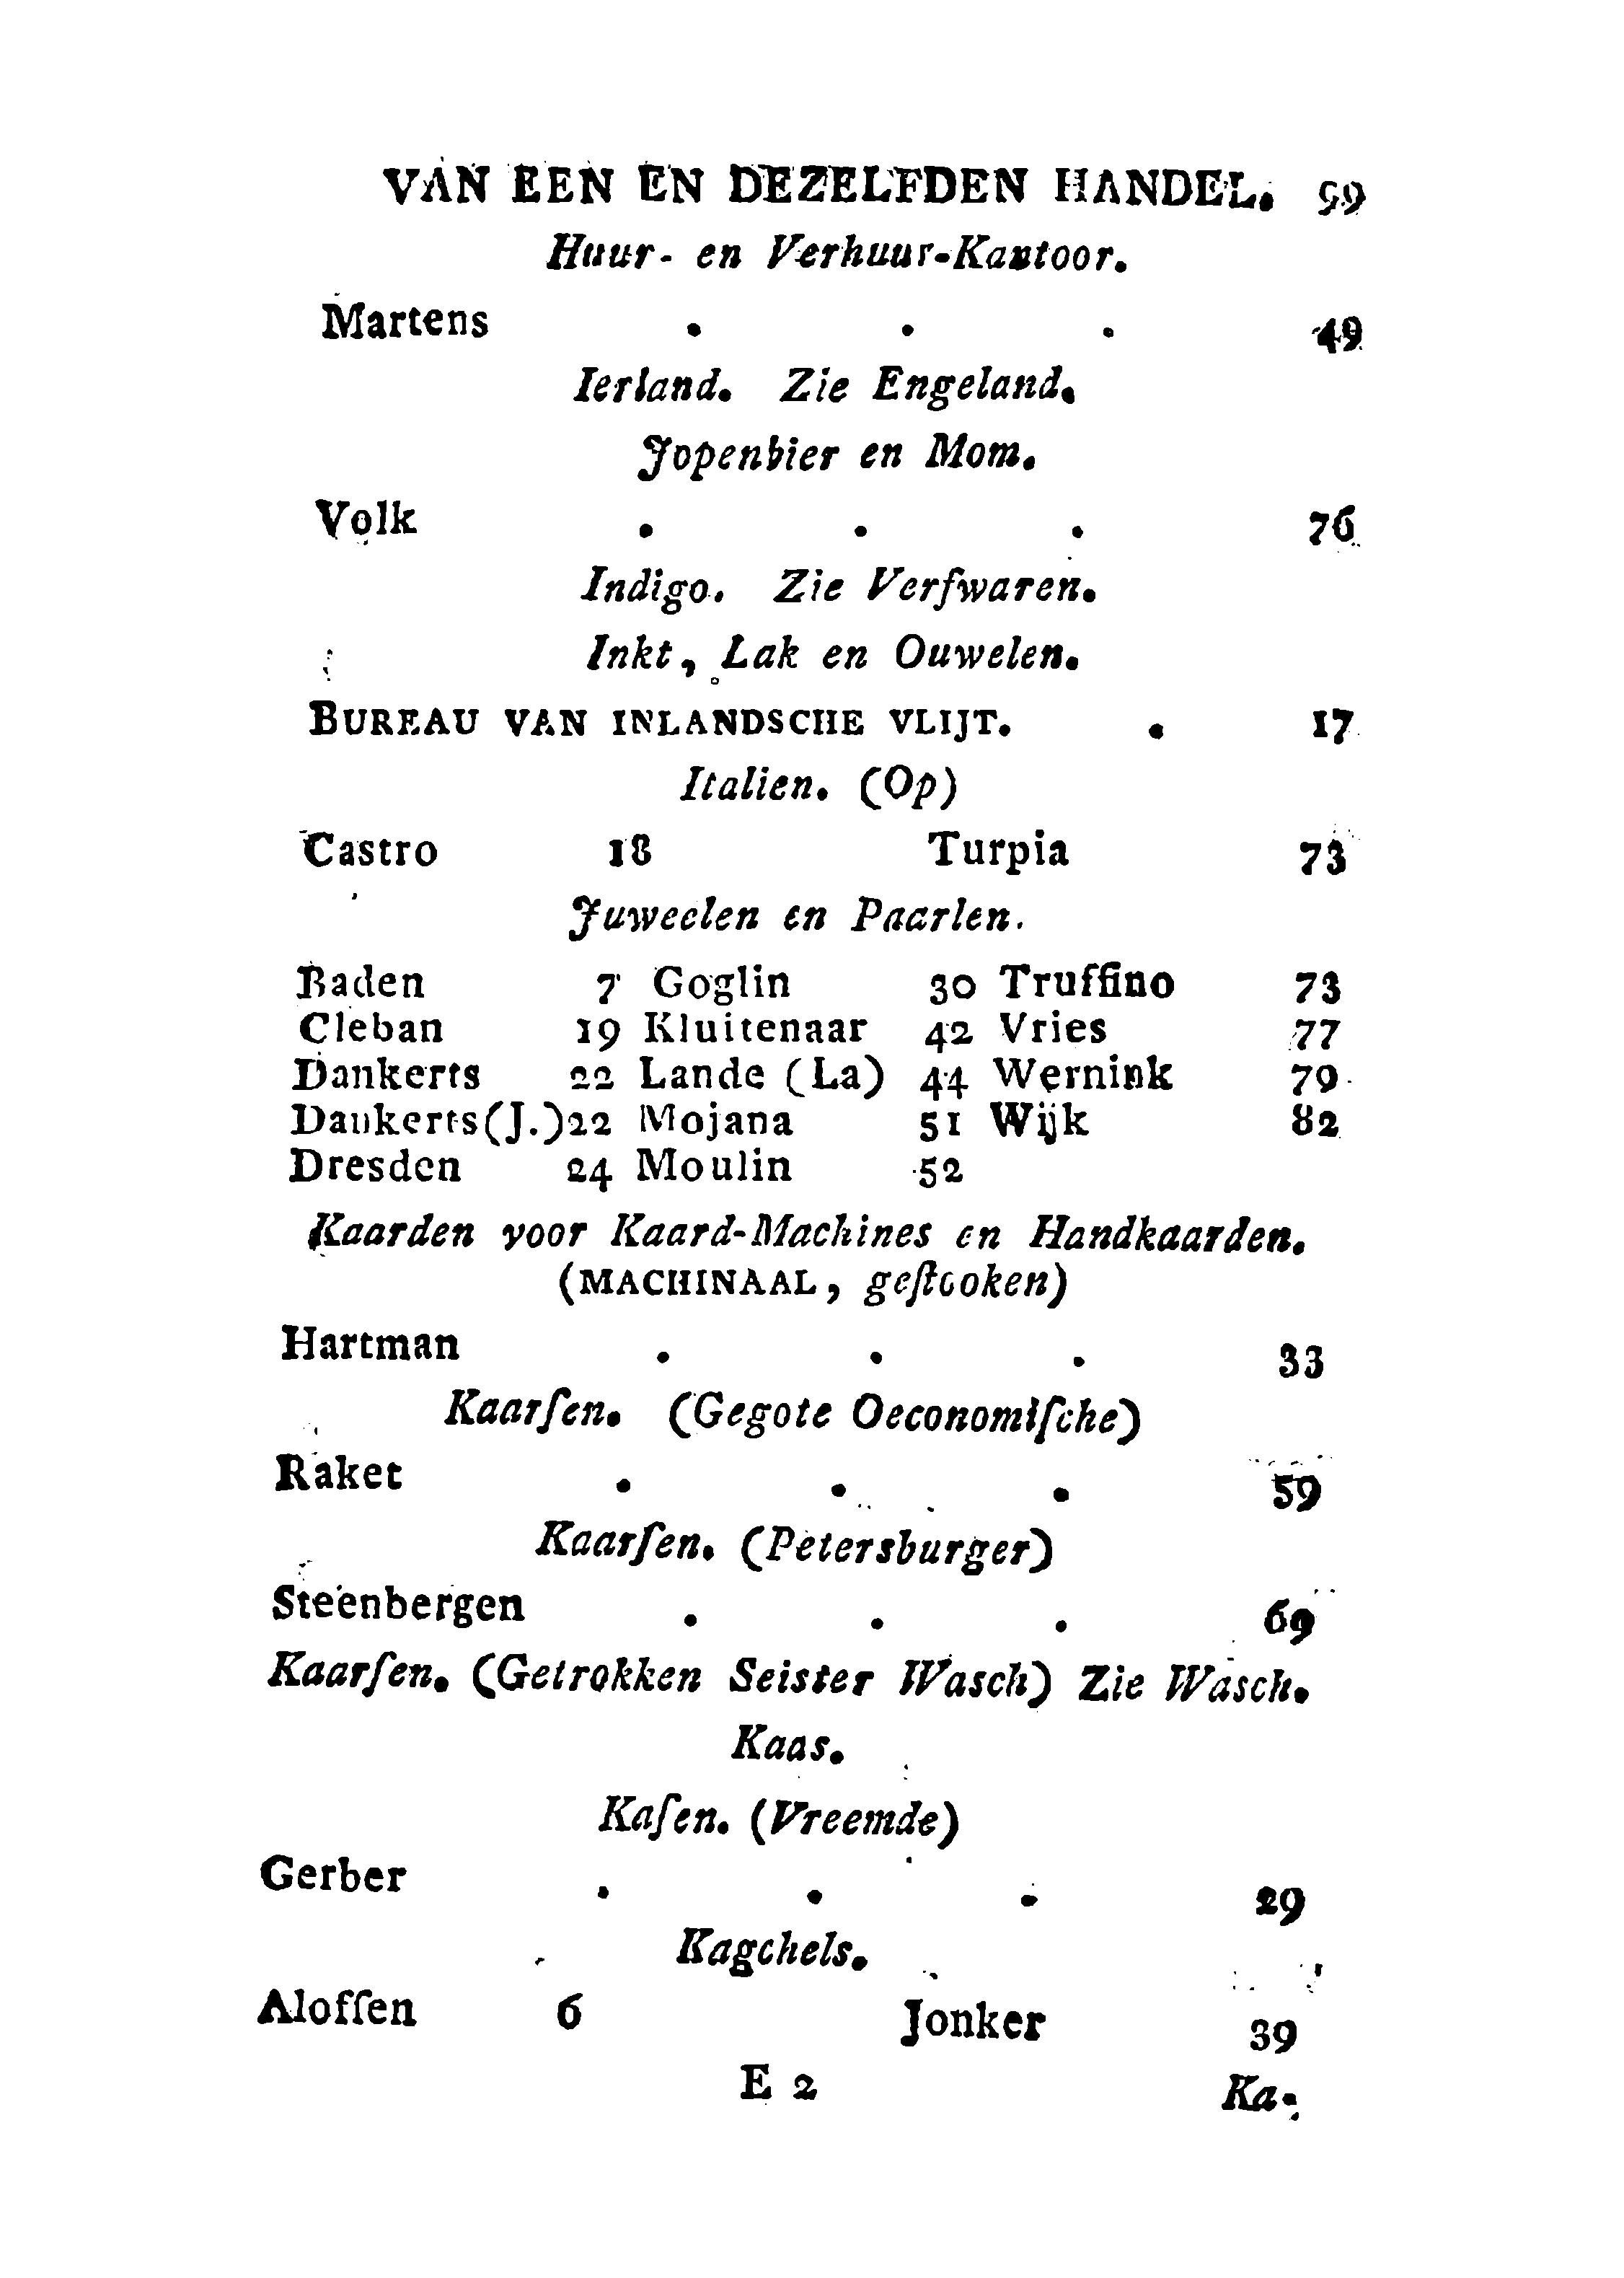 VAN EEN EN DEZELFDEN HANDEL. 99
Huur- en Verhuur-Kantoor.
Martens . . . 49
Ierland. Zie Engeland.
Jopenbier en Mom.
Volk . . . 76
Indigo. Zie Verfwaren.
Inkt, Lak en Ouwelen.
BUREAU VAN INLANDSCHE VLIJT. . 17
Italien. (Op)
Castro 18 Turpia 73
Juweelen en Paarlen.
Baden 7 Goglin 30 Truffino 73
Cleban 19 Kluitenaar 42 Vries 77
Dankerts 22 Lande (La) 44 Wernink 79
Dankerts (J.) 22 Mojana 51 Wijk 82
Dresden 24 Moulin 52
Kaarden voor Kaard-Machines en Handkaarden.
(MACHINAAL, geſtooken)
Hartman . . . 33
Kaarſen. (Gegote Oeconomiſche)
Raket . . . 59
Kaarſen. (Petersburger)
Steenbergen . . . 69
Kaarſen. (Getrokken Seister Wasch) Zie Wasch.
Kaas.
Kaſen. (Vreemde)
Gerber . . . 29
Kagchels.
Aloffen 6 Jonker 39
E 2 Ka-